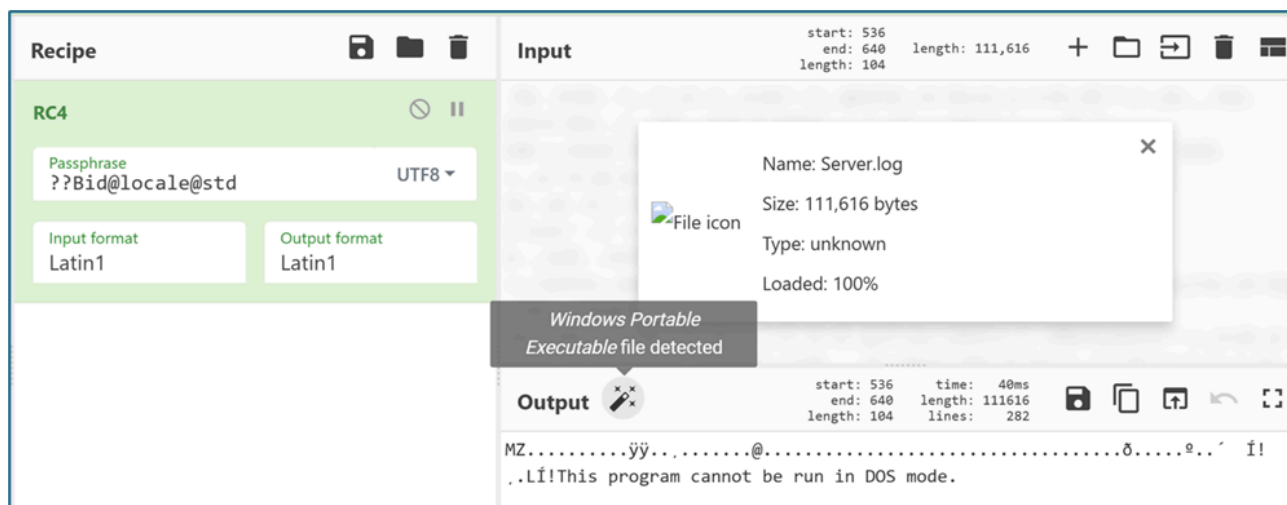 Recipe
RC4
Passphrase
??Bid@locale@std
UTF8
Input format
Latin1
Output format
Latin1
Input
start: 536
end: 640
length: 104
length: 111,616
File icon
Name: Server.log
Size: 111,616 bytes
Type: unknown
Loaded: 100%
Windows Portable
Executable file detected
Output
start: 536
end: 640
length: 104
time: 40ms
length: 111616
lines: 282
MZ..........ÿÿ..¸.......@...................................ð.....º..´ Í!
¸.LÍ!This program cannot be run in DOS mode.